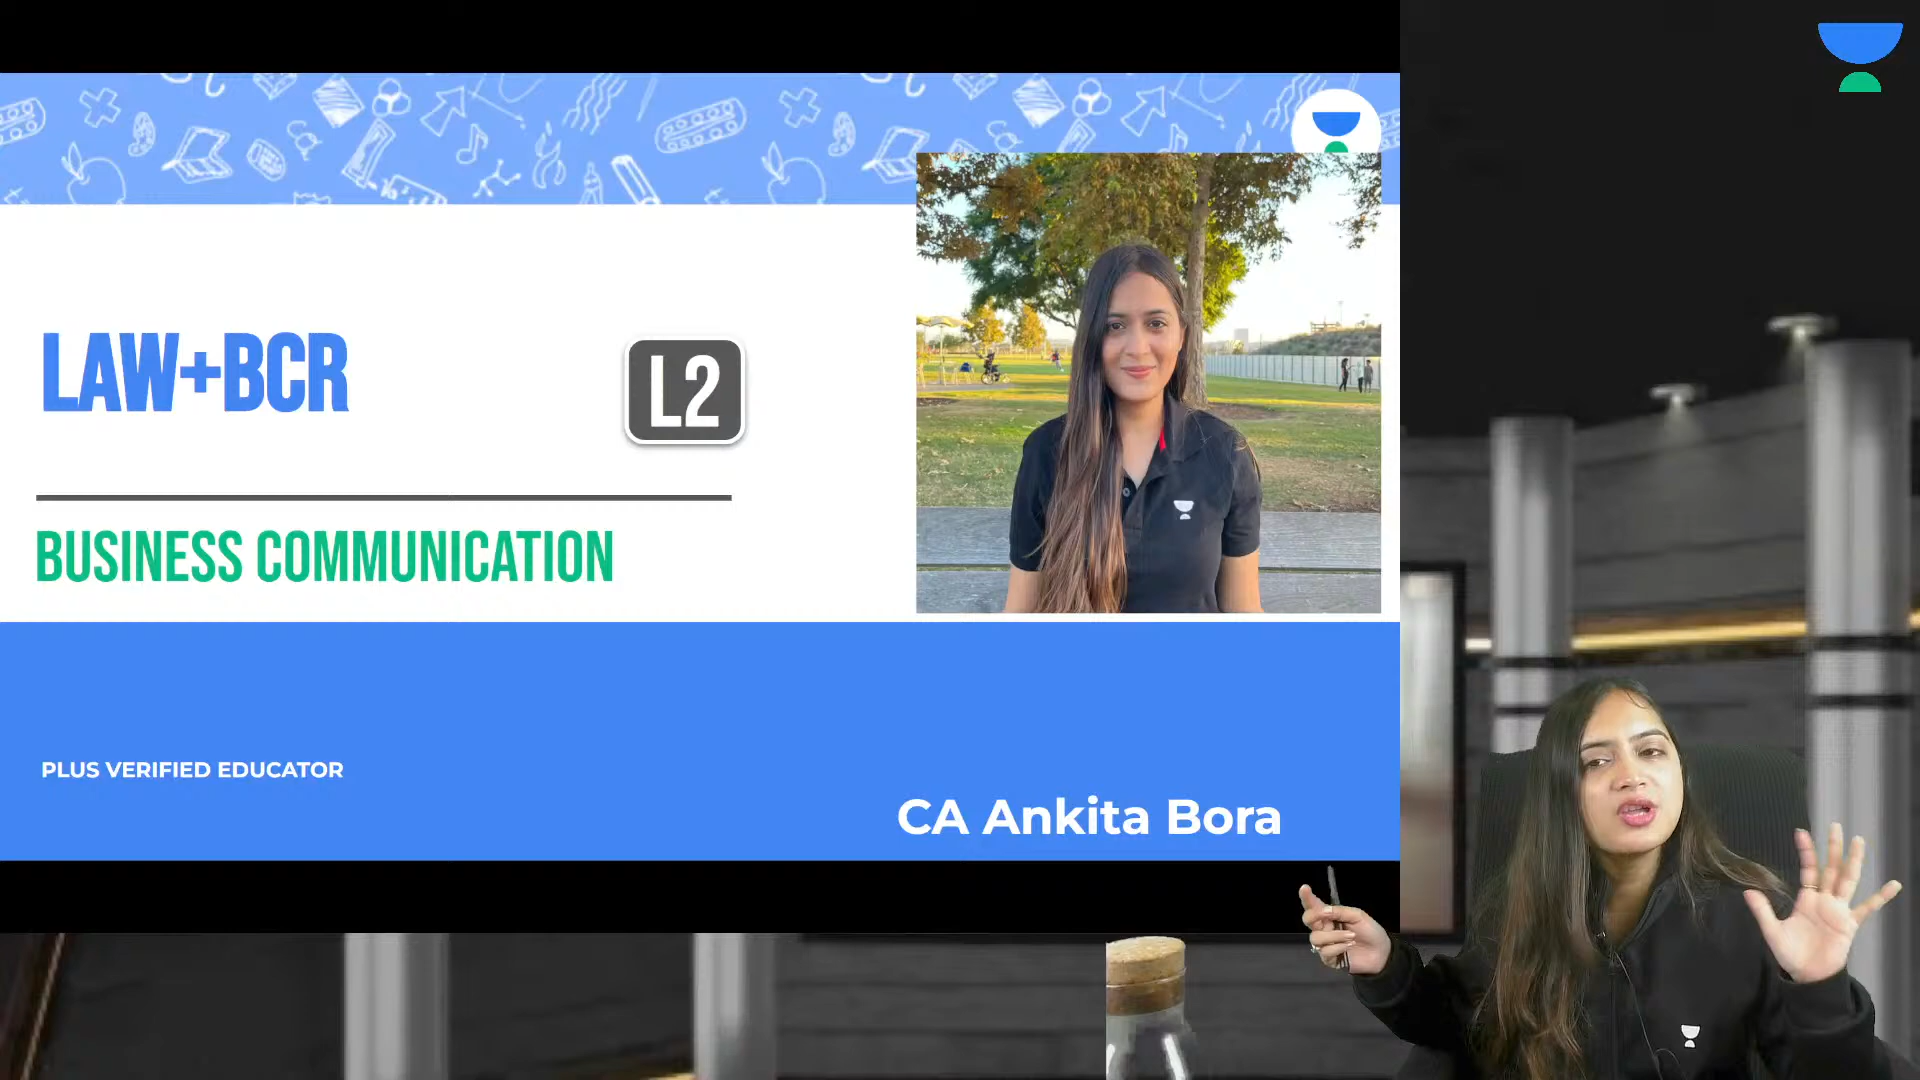 LAW+BCR
L2
BUSINESS COMMUNICATION
PLUS VERIFIED EDUCATOR
CA Ankita Bora